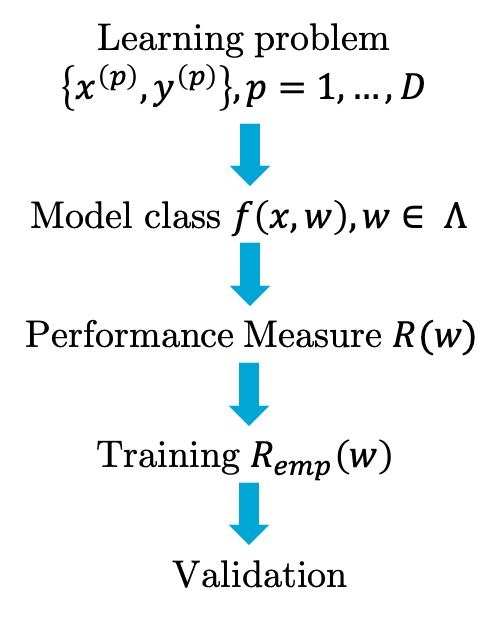 Learning problem
{x^(p), y^(p)}, p = 1, ..., D
Model class f(x, w), w ∈ Λ
Performance Measure R(w)
Training R_emp(w)
Validation